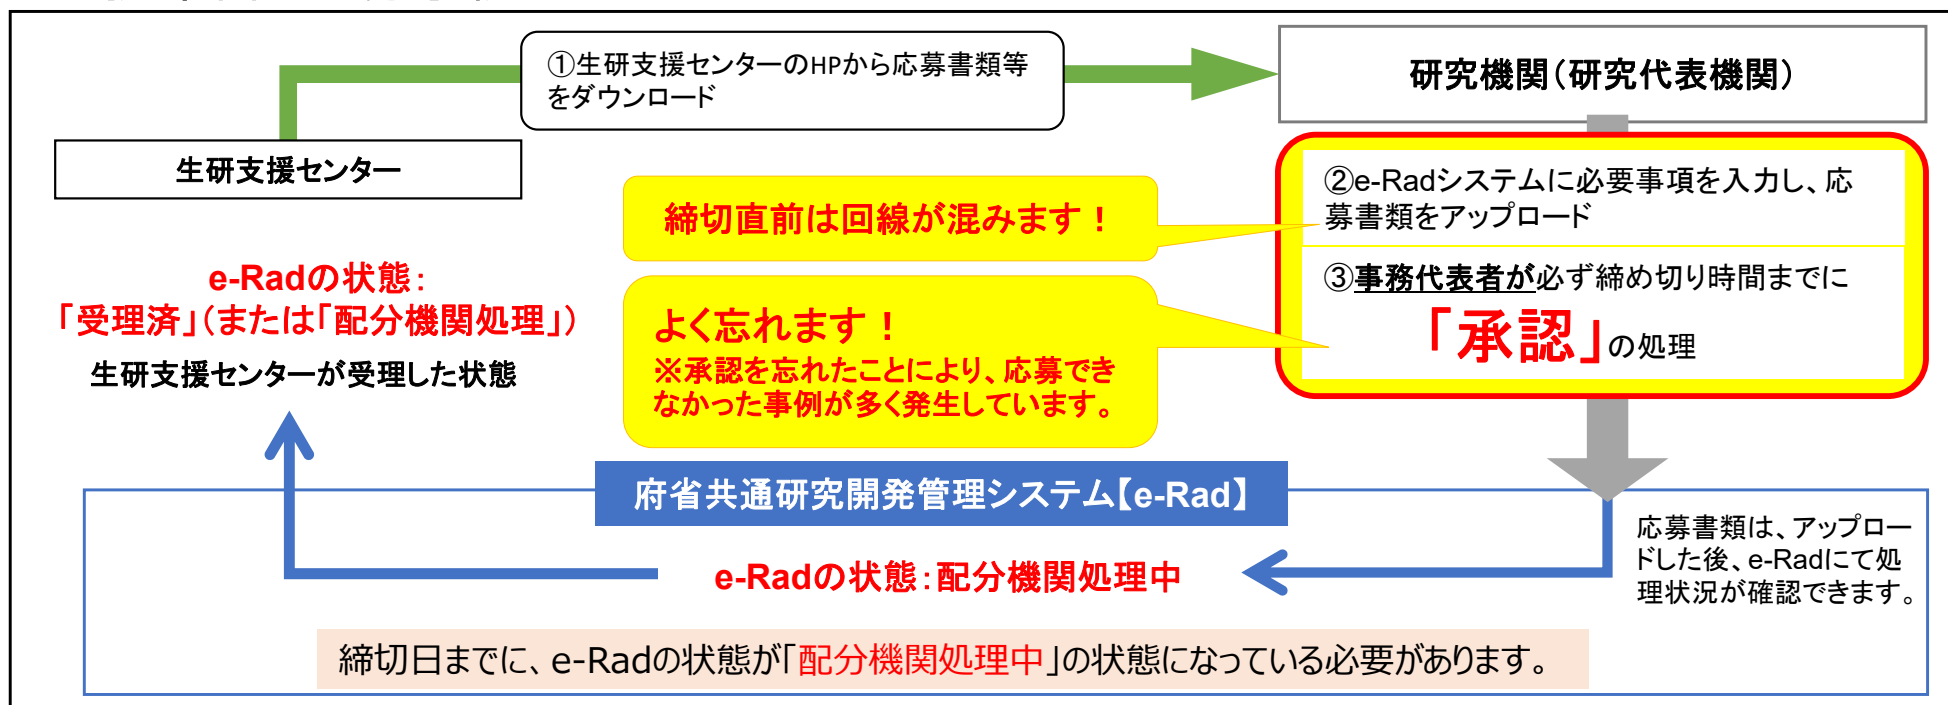 ①生研支援センターのHPから応募書類等
をダウンロード
研究機関（研究代表機関）
生研支援センター
②e-Radシステムに必要事項を入力し、応
募書類をアップロード
締切直前は回線が混みます！
③事務代表者が必ず締め切り時間までに
「承認」の処理
よく忘れます！
※承認を忘れたことにより、応募でき
なかった事例が多く発生しています。
e-Radの状態：
「受理済」（または「配分機関処理」）
生研支援センターが受理した状態
府省共通研究開発管理システム【e-Rad】
e-Radの状態：配分機関処理中
応募書類は、アップロー
ドした後、e-Radにて処
理状況が確認できます。
締切日までに、e-Radの状態が「配分機関処理中」の状態になっている必要があります。